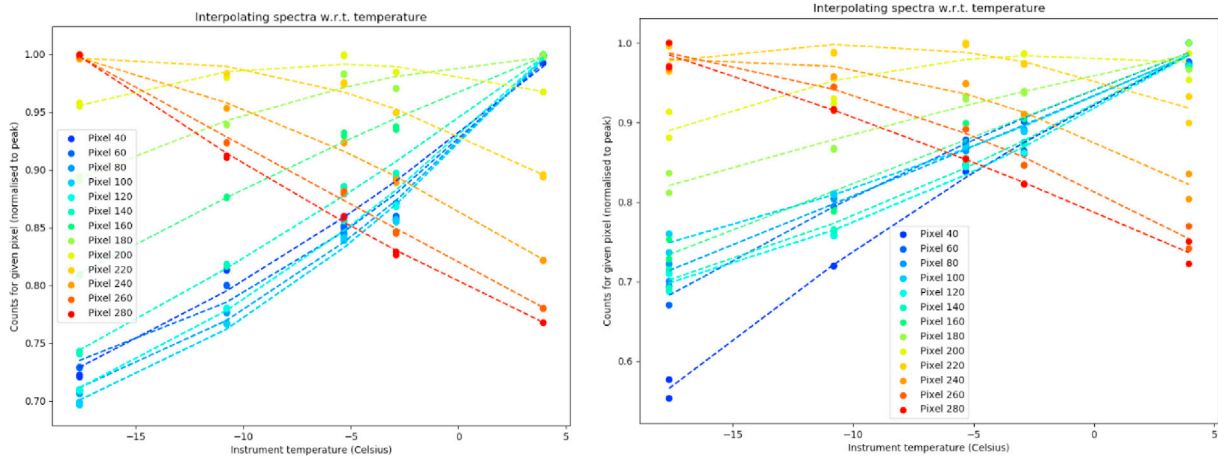 Interpolating spectra w.r.t. temperature
Counts for given pixel (normalised to peak)
1.00
0.95
0.90
0.85
0.80
0.75
0.70
Pixel 40
Pixel 60
Pixel 80
Pixel 100
Pixel 120
Pixel 140
Pixel 160
Pixel 180
Pixel 200
Pixel 220
Pixel 240
Pixel 260
Pixel 280
−15 −10 −5 0 5
Instrument temperature (Celsius)
Interpolating spectra w.r.t. temperature
Counts for given pixel (normalised to peak)
1.0
0.9
0.8
0.7
0.6
Pixel 40
Pixel 60
Pixel 80
Pixel 100
Pixel 120
Pixel 140
Pixel 160
Pixel 180
Pixel 200
Pixel 220
Pixel 240
Pixel 260
Pixel 280
−15 −10 −5 0 5
Instrument temperature (Celsius)